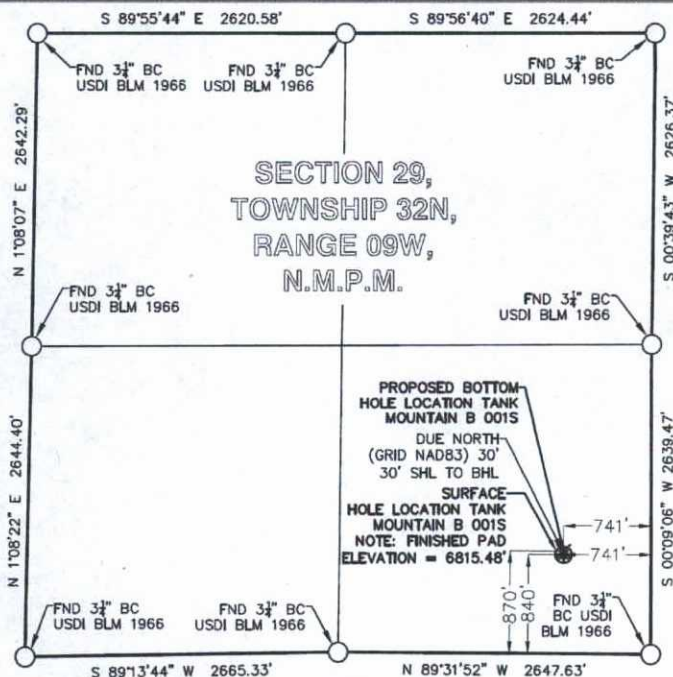 S 89°55'44" E 2620.58'
S 89°56'40" E 2624.44'
FND 3¼" BC
USDI BLM 1966
FND 3¼" BC
USDI BLM 1966
FND 3¼" BC
USDI BLM 1966
N 1°08'07" E 2642.29'
S 00°39'43" W 2626.37'
SECTION 29,
TOWNSHIP 32N,
RANGE 09W,
N.M.P.M.
FND 3¼" BC
USDI BLM 1966
FND 3¼" BC
USDI BLM 1966
N 1°08'22" E 2644.40'
S 00°09'06" W 2639.47'
PROPOSED BOTTOM
HOLE LOCATION TANK
MOUNTAIN B 001S
DUE NORTH
(GRID NAD83) 30'
30' SHL TO BHL
SURFACE
HOLE LOCATION TANK
MOUNTAIN B 001S
NOTE: FINISHED PAD
ELEVATION = 6815.48'
741'
741'
870'
840'
FND 3¼" BC
USDI BLM 1966
FND 3¼" BC
USDI BLM 1966
FND 3¼"
BC USDI
BLM 1966
S 89°13'44" W 2665.33'
N 89°31'52" W 2647.63'